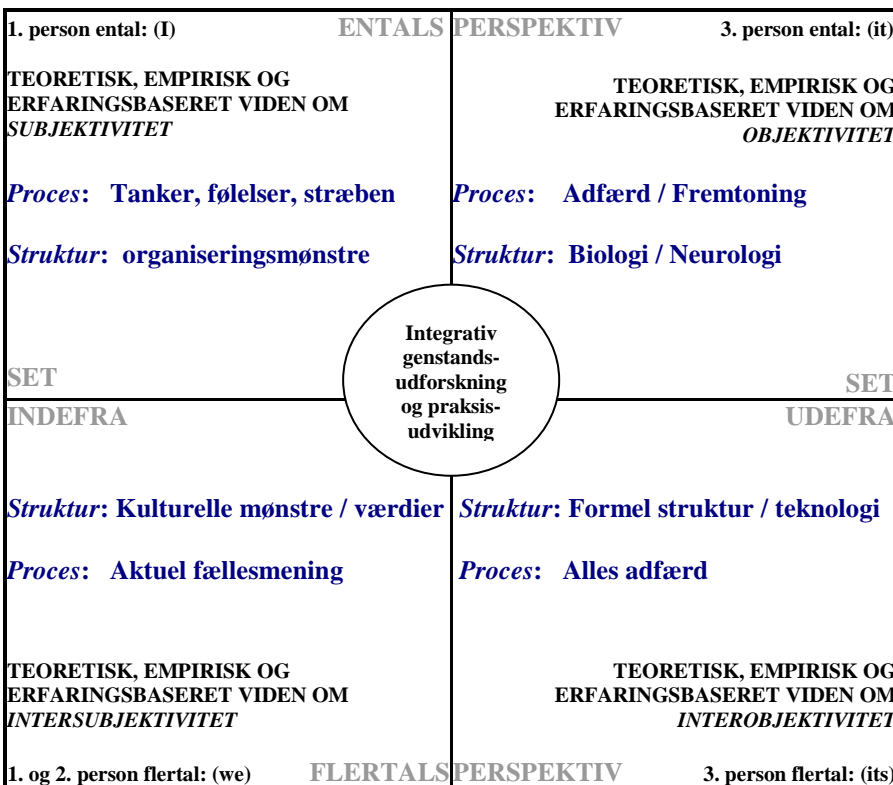 1. person ental: (I) ENTALS PERSPEKTIV 3. person ental: (it)
TEORETISK, EMPIRISK OG
ERFARINGSBASERET VIDEN OM
SUBJEKTIVITET
TEORETISK, EMPIRISK OG
ERFARINGSBASERET VIDEN OM
OBJEKTIVITET
Proces: Tanker, følelser, stræben
Struktur: organiseringsmønstre
Proces: Adfærd / Fremtoning
Struktur: Biologi / Neurologi
Integrativ
genstands-
udforskning
og praksis-
udvikling
SET
INDEFRA
SET
UDEFRA
Struktur: Kulturelle mønstre / værdier
Proces: Aktuel fællesmening
Struktur: Formel struktur / teknologi
Proces: Alles adfærd
TEORETISK, EMPIRISK OG
ERFARINGSBASERET VIDEN OM
INTERSUBJEKTIVITET
TEORETISK, EMPIRISK OG
ERFARINGSBASERET VIDEN OM
INTEROBJEKTIVITET
1. og 2. person flertal: (we) FLERTALS PERSPEKTIV 3. person flertal: (its)